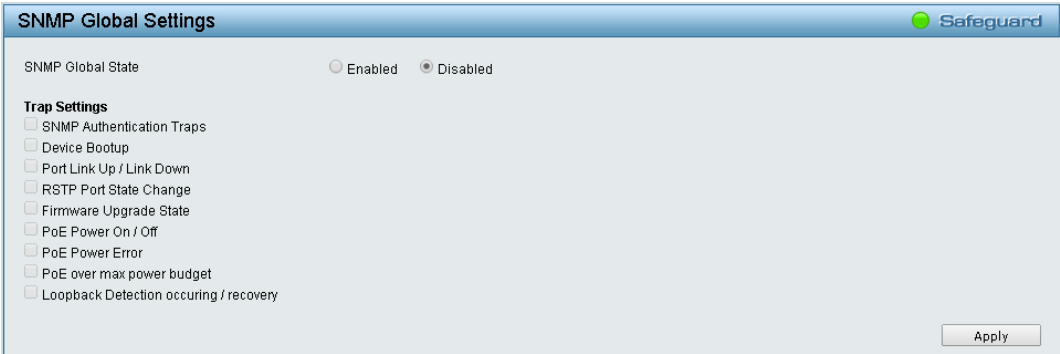 SNMP Global Settings
Safeguard
SNMP Global State Enabled Disabled
Trap Settings
SNMP Authentication Traps
Device Bootup
Port Link Up / Link Down
RSTP Port State Change
Firmware Upgrade State
PoE Power On / Off
PoE Power Error
PoE over max power budget
Loopback Detection occuring / recovery
Apply